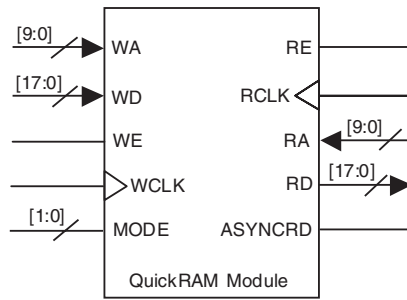 [9:0] WA RE
[17:0] WD RCLK
WE RA [9:0]
WCLK RD [17:0]
[1:0] MODE ASYNCRD
QuickRAM Module